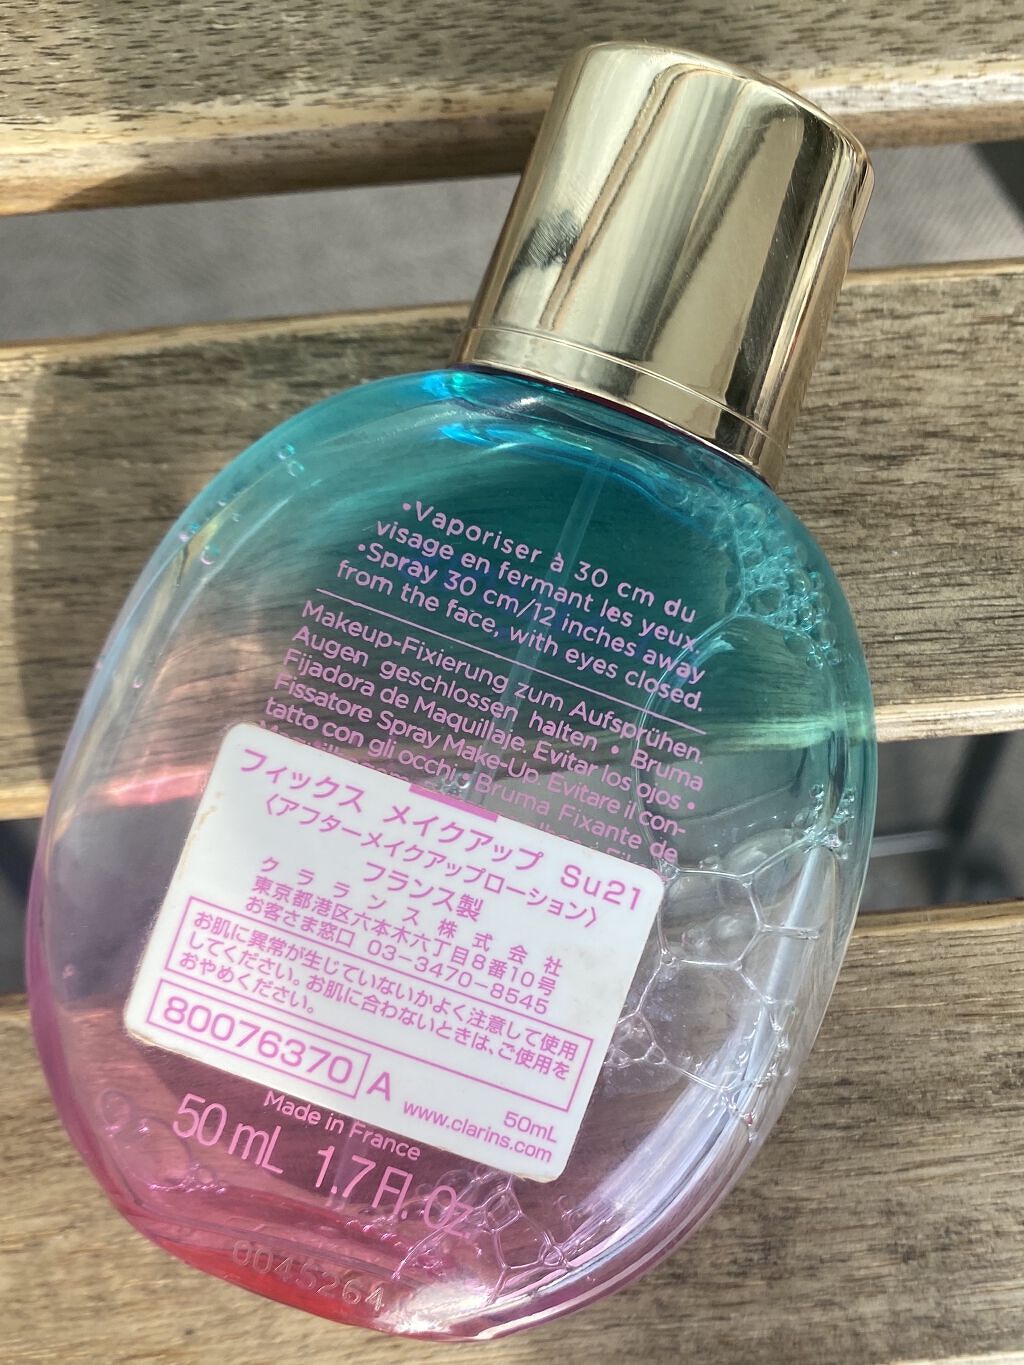 •Vaporiser à 30 cm du
visage en fermant les yeux.
•Spray 30 cm/12 inches away
from the face, with eyes closed.
Makeup-Fixierung zum Aufsprühen.
Augen geschlossen halten • Bruma
Fijadora de Maquillaje. Evitar los ojos •
Fissatore Spray Make-Up. Evitare il con-
tatto con gli occhi • Bruma Fixante de
フィックス メイクアップ Su21
〈アフターメイクアップローション〉
フランス製
クラランス株式会社
東京都港区六本木六丁目8番10号
お客さま窓口 03-3470-8545
お肌に異常が生じていないかよく注意して使用
してください。お肌に合わないときは、ご使用を
おやめください。
80076370 A
50mL
www.clarins.com
Made in France
50 mL 1.7 Fl. Oz
0045264